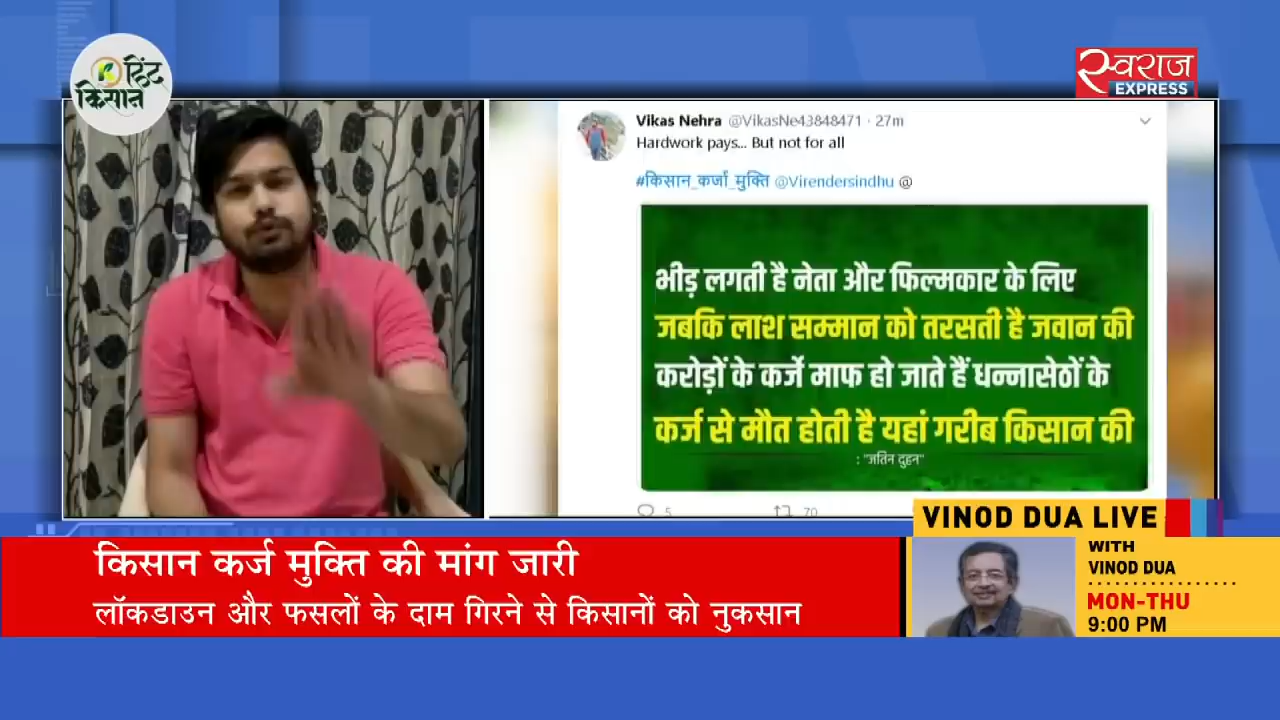 हिंद
किसान
स्वराज
EXPRESS
Vikas Nehra @VikasNe43848471 · 27m
Hardwork pays... But not for all
#किसान_कर्जा_मुक्ति @Virendersindhu @
भीड़ लगती है नेता और फिल्मकार के लिए
जबकि लाश सम्मान को तरसती है जवान की
करोड़ों के कर्जे माफ हो जाते हैं धन्नासेठों के
कर्ज से मौत होती है यहां गरीब किसान की
: "जतिन दुहन"
5 70
VINOD DUA LIVE
WITH
VINOD DUA
MON-THU
9:00 PM
किसान कर्ज मुक्ति की मांग जारी
लॉकडाउन और फसलों के दाम गिरने से किसानों को नुकसान